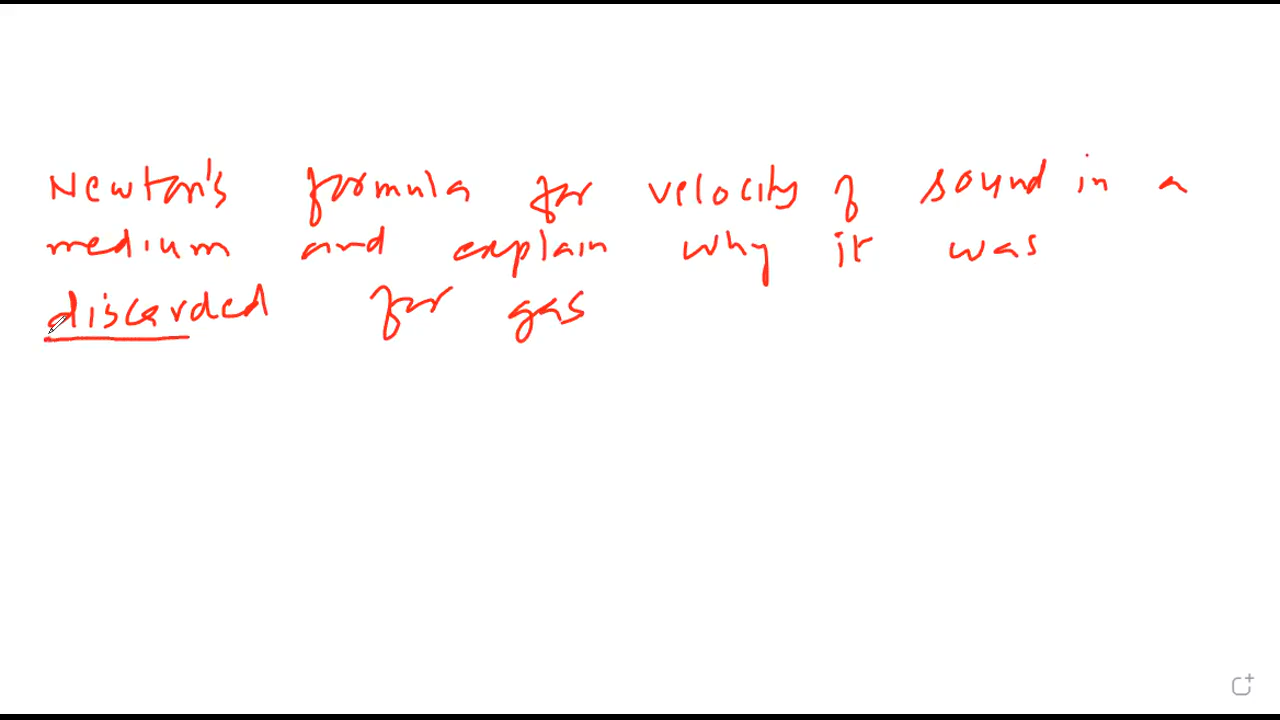 Newton's formula for velocity of sound in a
medium and explain why it was
discarded for gas